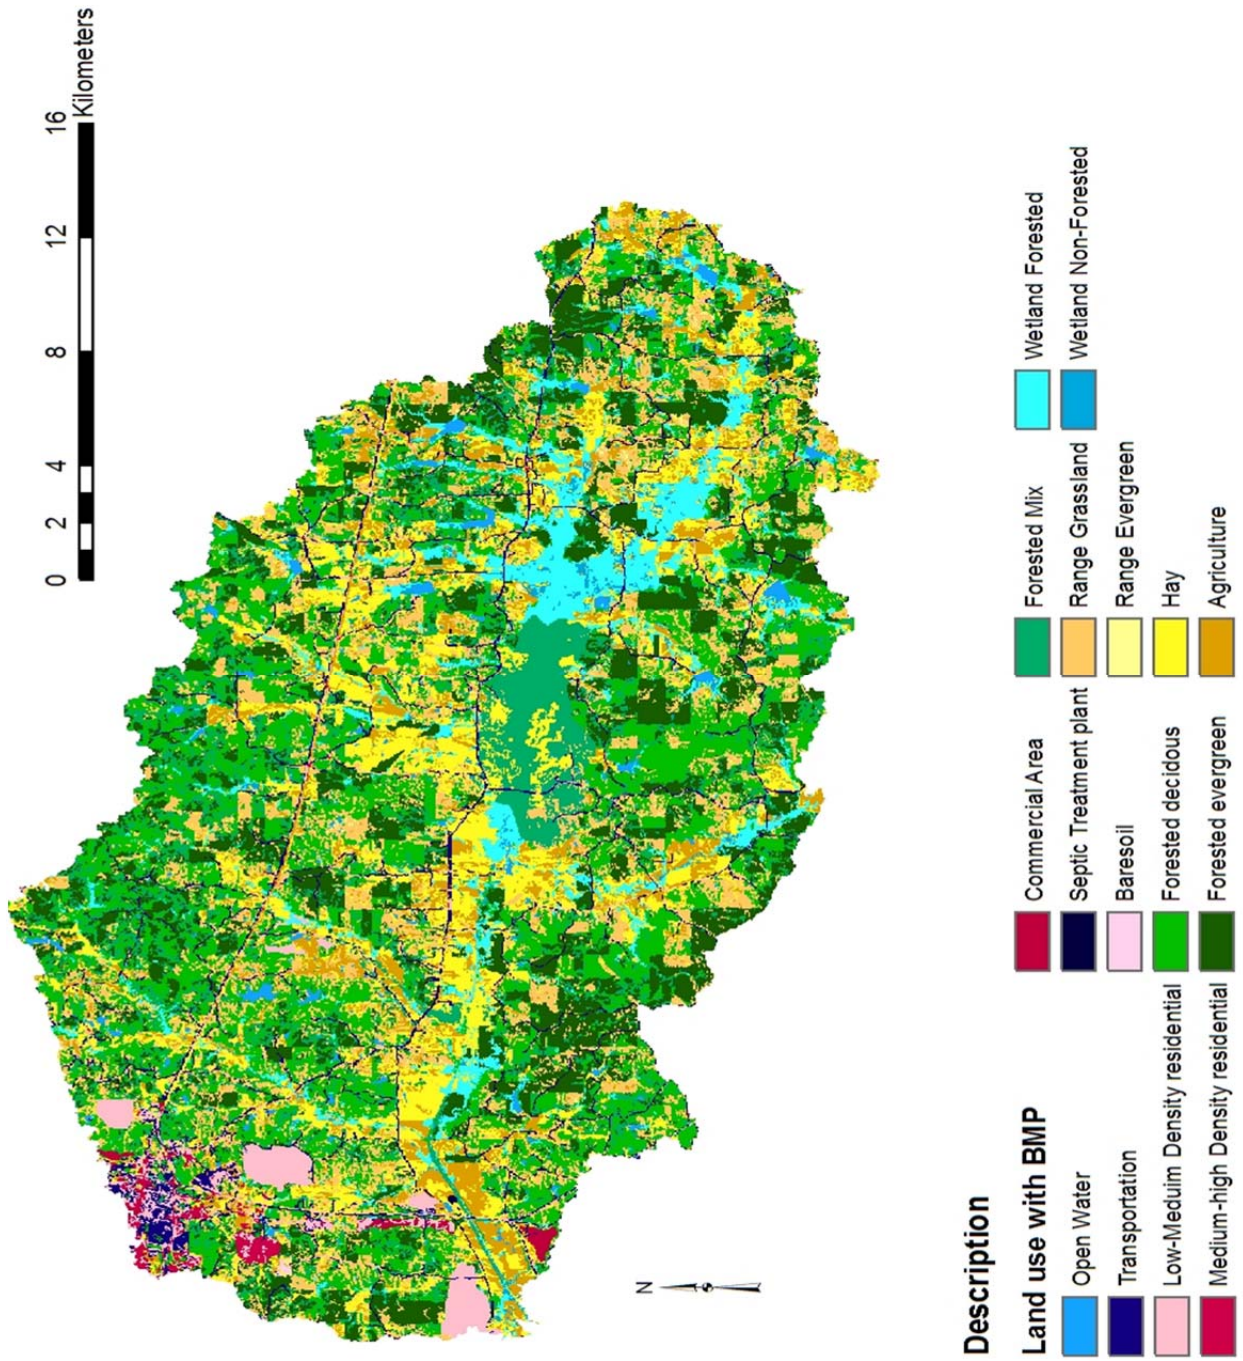 0 2 4 8 12 16
Kilometers
N
Description
Land use with BMP
Open Water
Transportation
Low-Meduim Density residential
Medium-high Density residential
Commercial Area
Septic Treatment plant
Baresoil
Forested decidous
Forested evergreen
Forested Mix
Range Grassland
Range Evergreen
Hay
Agriculture
Wetland Forested
Wetland Non-Forested